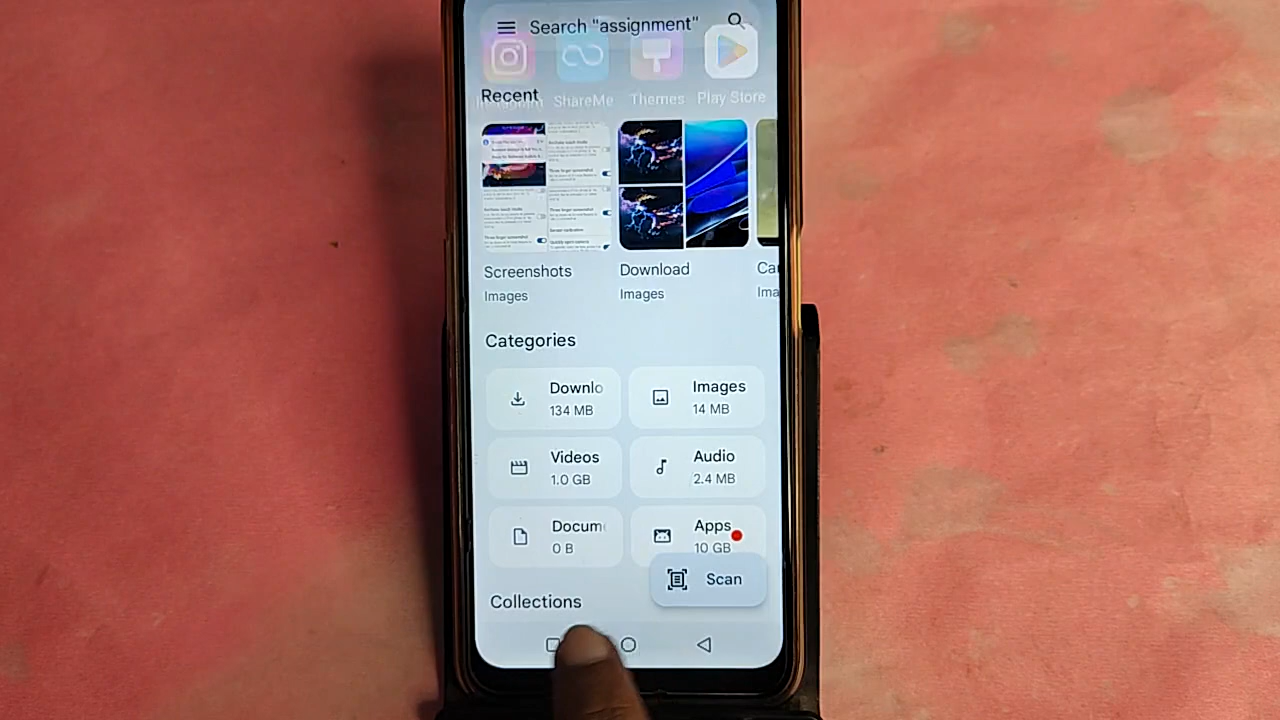 Search "assignment"
Recent
ShareMe
Themes
Play Store
Screenshots
Images
Download
Images
Categories
Downlo
134 MB
Images
14 MB
Videos
1.0 GB
Audio
2.4 MB
Docum
0 B
Apps
10 GB
Scan
Collections